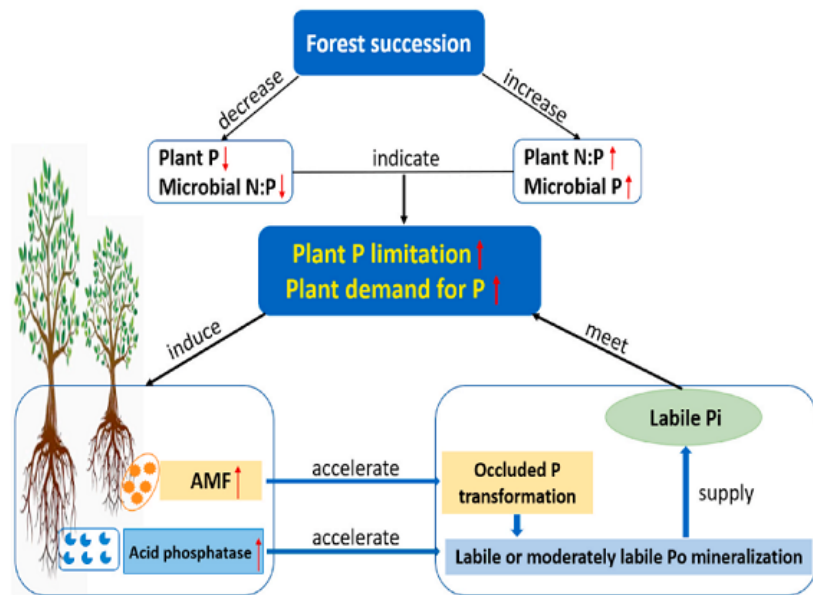 Forest succession
decrease
increase
Plant P↓
Microbial N:P↓
indicate
Plant N:P↑
Microbial P↑
Plant P limitation↑
Plant demand for P↑
induce
meet
Labile Pi
AMF↑
accelerate
Occluded P
transformation
supply
Acid phosphatase↑
accelerate
Labile or moderately labile Po mineralization